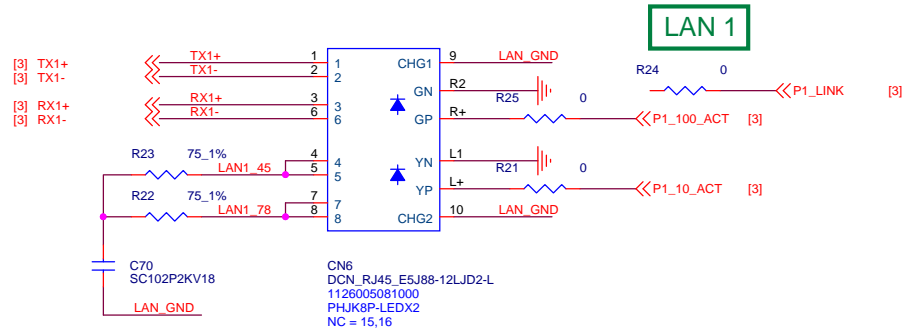 LAN 1
[3] TX1+ TX1+ 1 1 CHG1 9 LAN_GND
[3] TX1- TX1- 2 2
R24 0
GN R2
P1_LINK [3]
[3] RX1+ RX1+ 3 3 GP R+ R25 0
[3] RX1- RX1- 6 6
P1_100_ACT [3]
R23 75_1% LAN1_45 4 4 YN L1
5 5
R21 0
R22 75_1% LAN1_78 7 7 YP L+
P1_10_ACT [3]
8 8 CHG2 10 LAN_GND
C70
SC102P2KV18
LAN_GND
CN6
DCN_RJ45_E5J88-12LJD2-L
1126005081000
PHJK8P-LEDX2
NC = 15,16